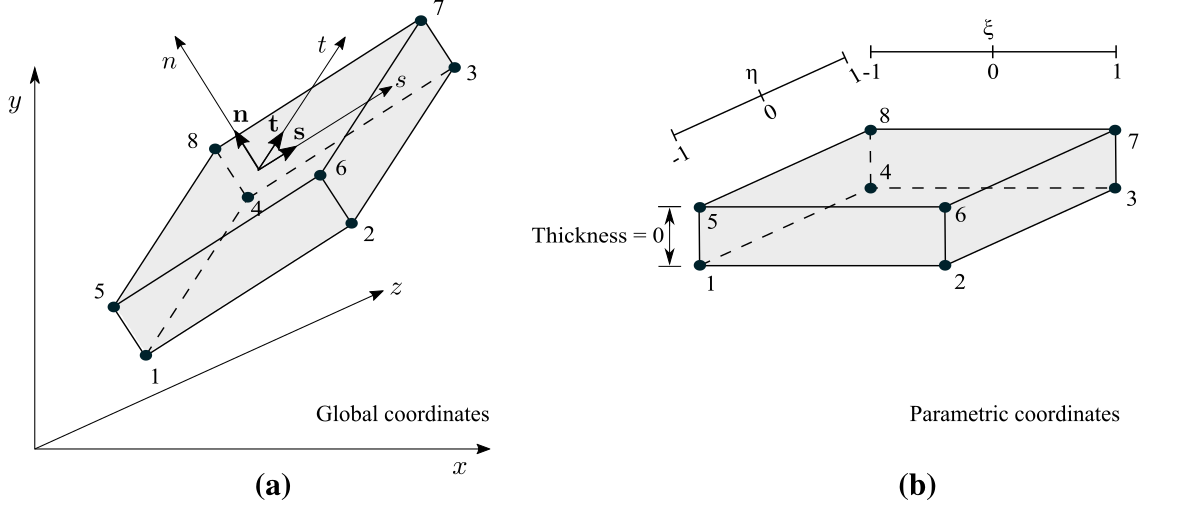 7
n
t
3
y
s
n
t
s
8
6
4
2
5
z
1
Global coordinates
x
(a)
ξ
-1
0
1
η
1
0
-1
8
7
4
3
5
6
Thickness = 0
1
2
Parametric coordinates
(b)